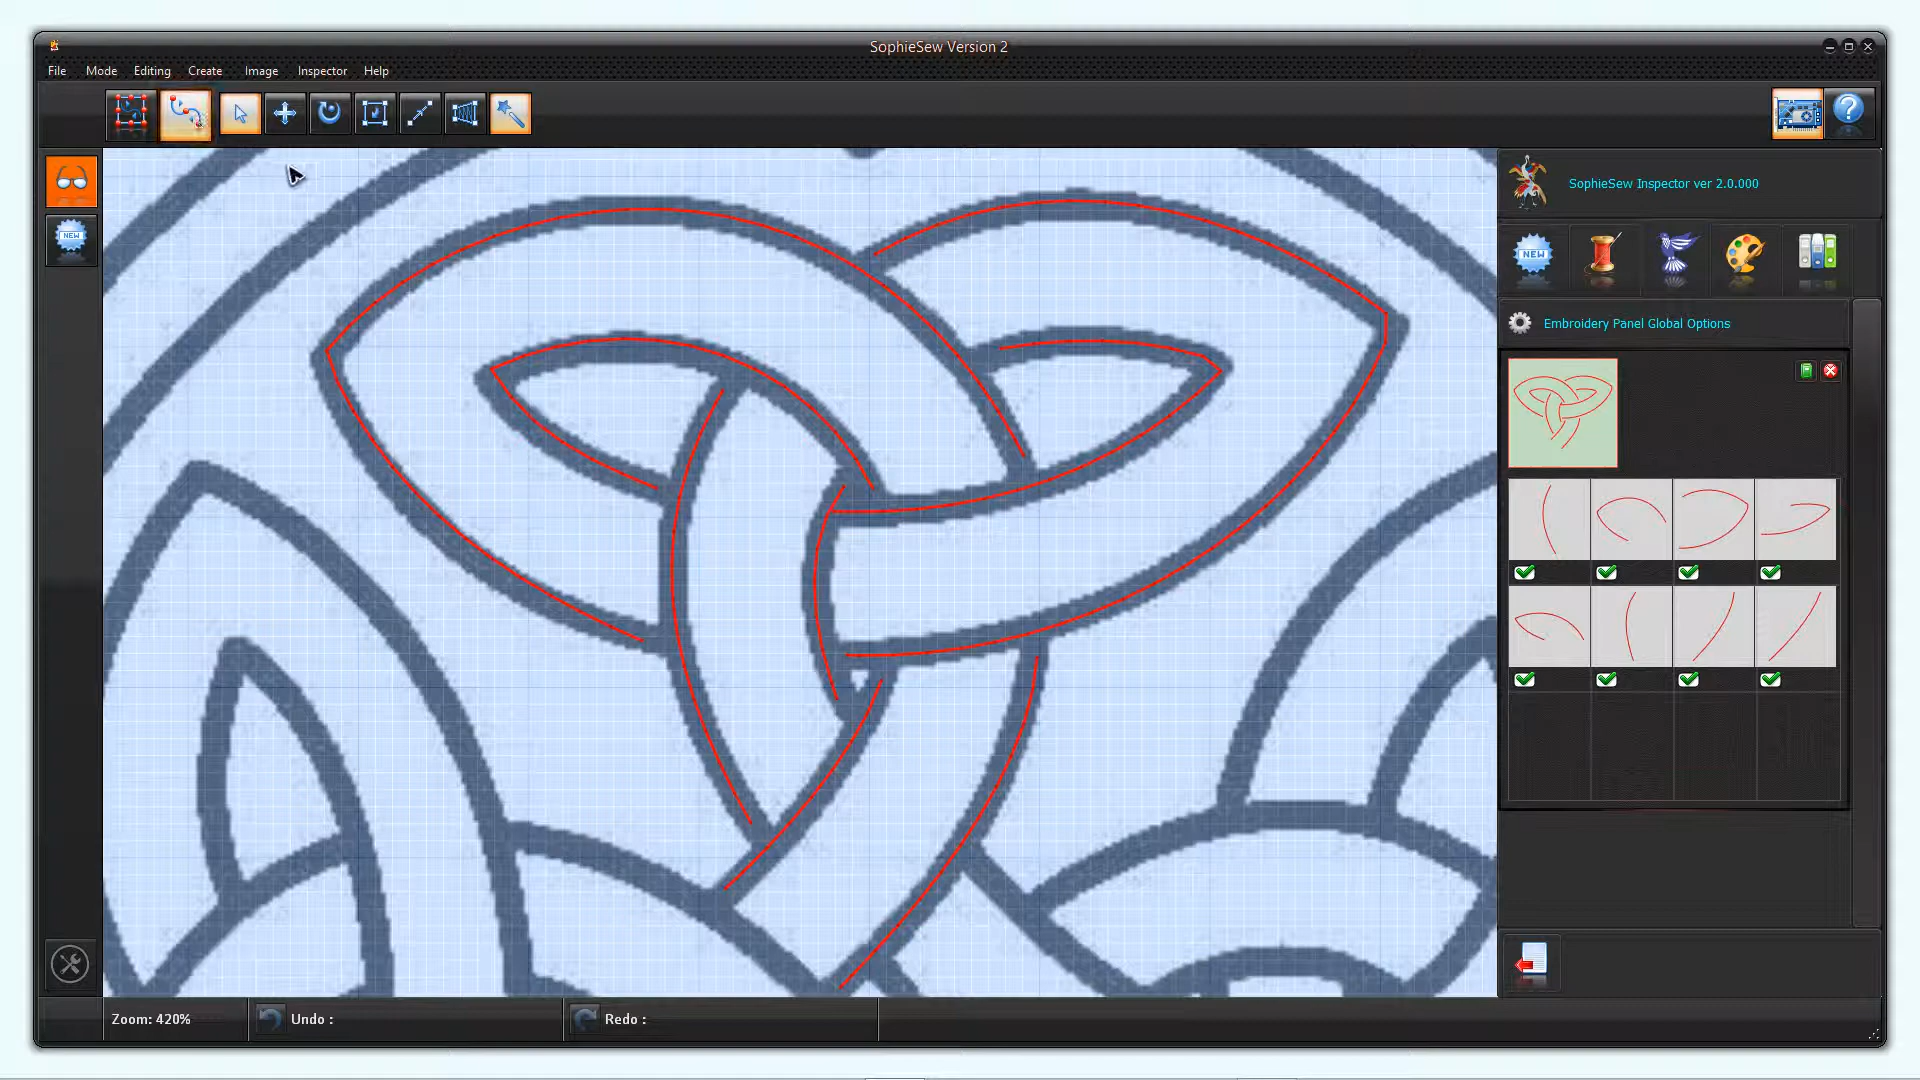 SophieSew Version 2
File Mode Editing Create Image Inspector Help
SophieSew Inspector ver 2.0.000
NEW
NEW
Embroidery Panel Global Options
Zoom: 420% Undo : Redo :